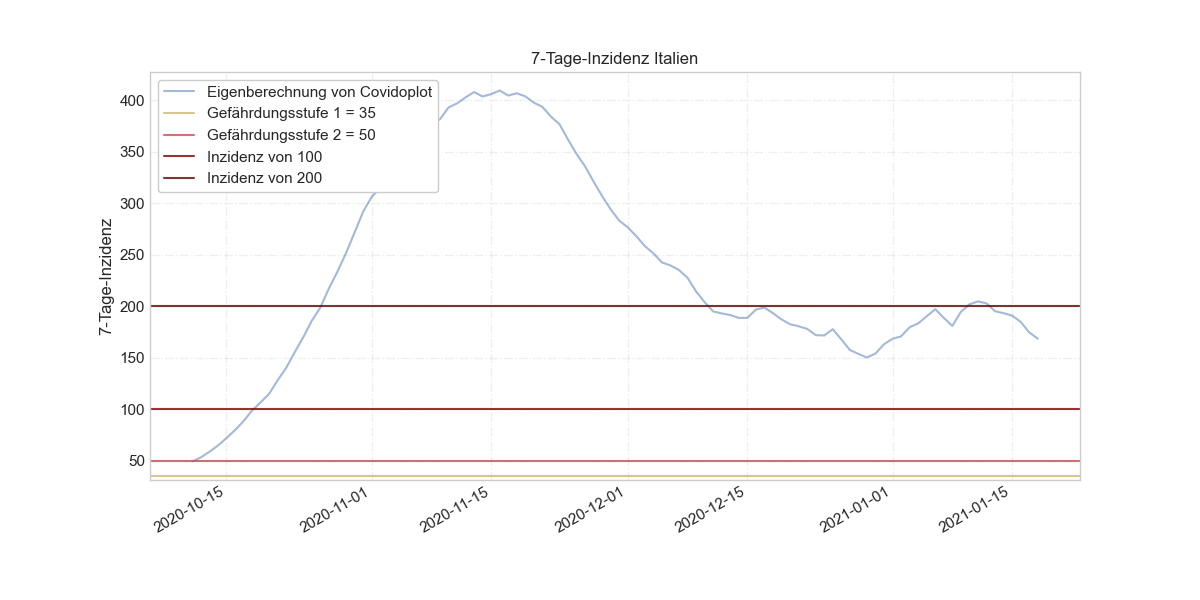 7-Tage-Inzidenz Italien
Eigenberechnung von Covidoplot
Gefährdungsstufe 1 = 35
Gefährdungsstufe 2 = 50
Inzidenz von 100
Inzidenz von 200
7-Tage-Inzidenz
400
350
300
250
200
150
100
50
2020-10-15
2020-11-01
2020-11-15
2020-12-01
2020-12-15
2021-01-01
2021-01-15